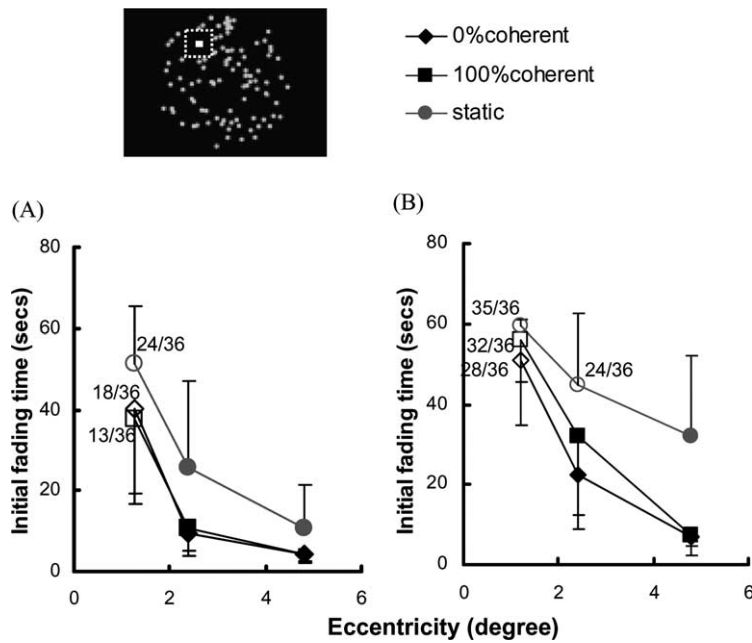 0%coherent
100%coherent
static
(A)
Initial fading time (secs)
80
60
40
20
0
24/36
18/36
13/36
0 2 4 6
(B)
Initial fading time (secs)
80
60
40
20
0
35/36
32/36
28/36
24/36
0 2 4 6
Eccentricity (degree)